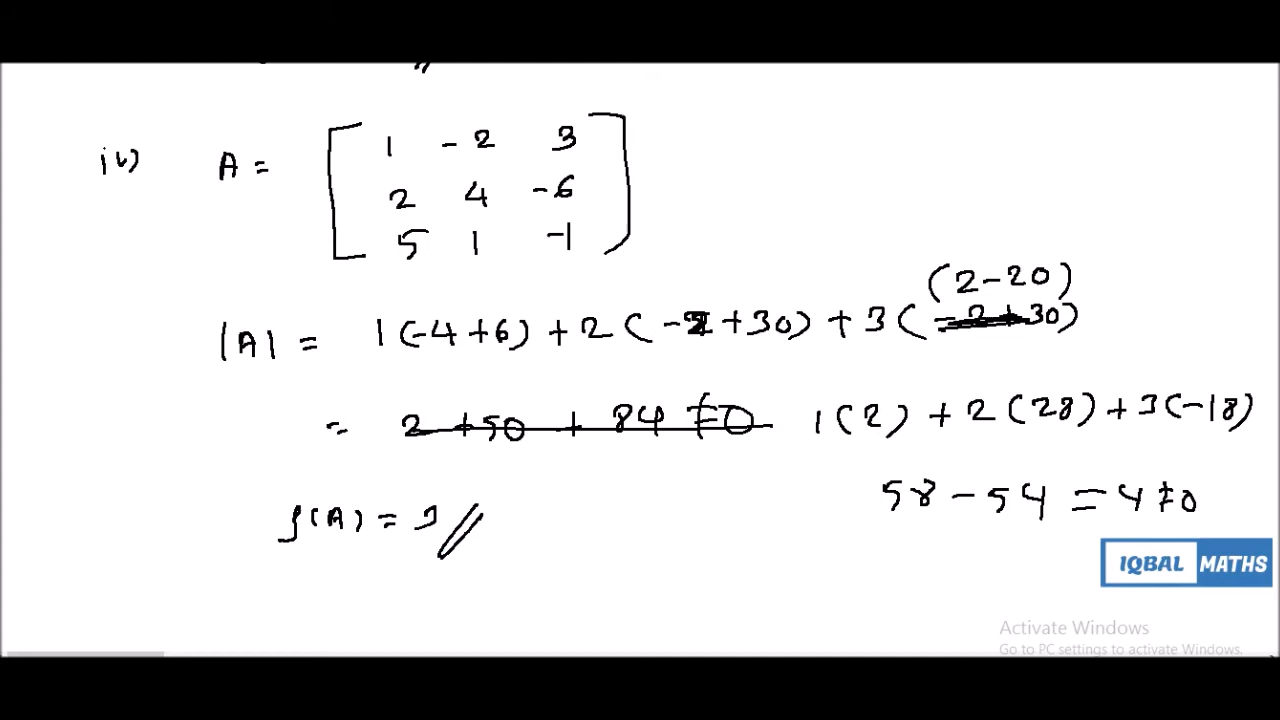 iv) A = [ 1 -2 3
2 4 -6
5 1 -1 ]
(2-20)
|A| = 1(-4+6) + 2(-2+30) + 3(-2+30)
= 2 +50 + 84 ≠0 1(2) + 2(28) + 3(-18)
58 - 54 = 4 ≠0
ρ(A) = 3 //
IQBAL MATHS
Activate Windows
Go to PC settings to activate Windows.